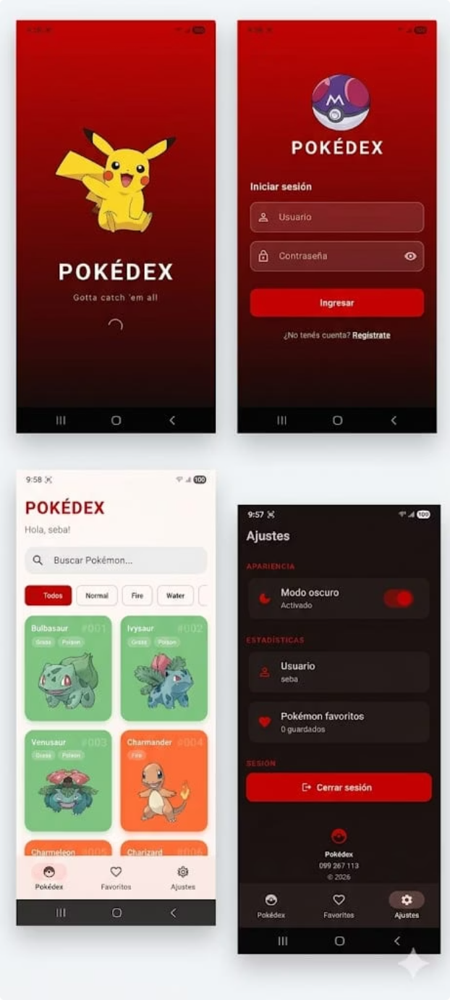 POKÉDEX
Gotta catch 'em all
M
POKÉDEX
Iniciar sesión
Usuario
Contraseña
Ingresar
¿No tenés cuenta? Regístrate
9:58
100
POKÉDEX
Hola, seba!
Buscar Pokémon...
Todos Normal Fire Water
Bulbasaur #001
Grass Poison
Ivysaur #002
Grass Poison
Venusaur #003
Grass Poison
Charmander #004
Fire
Charmeleon #005
Charizard #006
Pokédex Favoritos Ajustes
9:57
100
Ajustes
APARIENCIA
Modo oscuro
Activado
ESTADÍSTICAS
Usuario
seba
Pokémon favoritos
0 guardados
SESIÓN
Cerrar sesión
Pokédex
099 267 113
© 2026
Pokédex Favoritos Ajustes